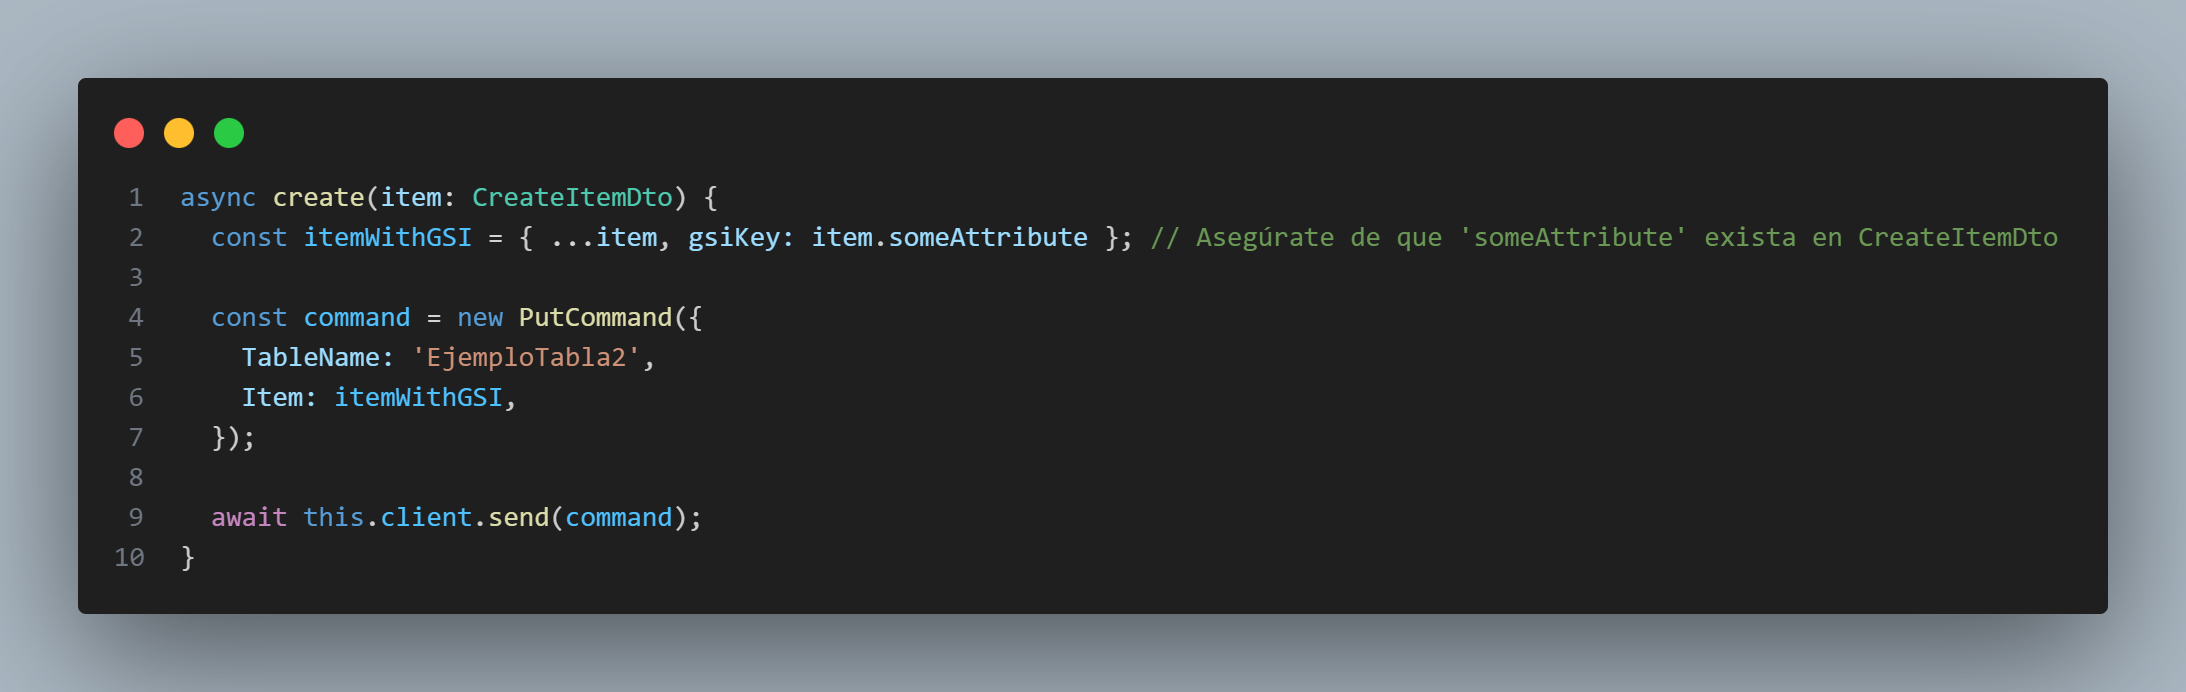 1 async create(item: CreateItemDto) {
2 const itemWithGSI = { ...item, gsiKey: item.someAttribute }; // Asegúrate de que 'someAttribute' exista en CreateItemDto
3
4 const command = new PutCommand({
5 TableName: 'EjemploTabla2',
6 Item: itemWithGSI,
7 });
8
9 await this.client.send(command);
10 }